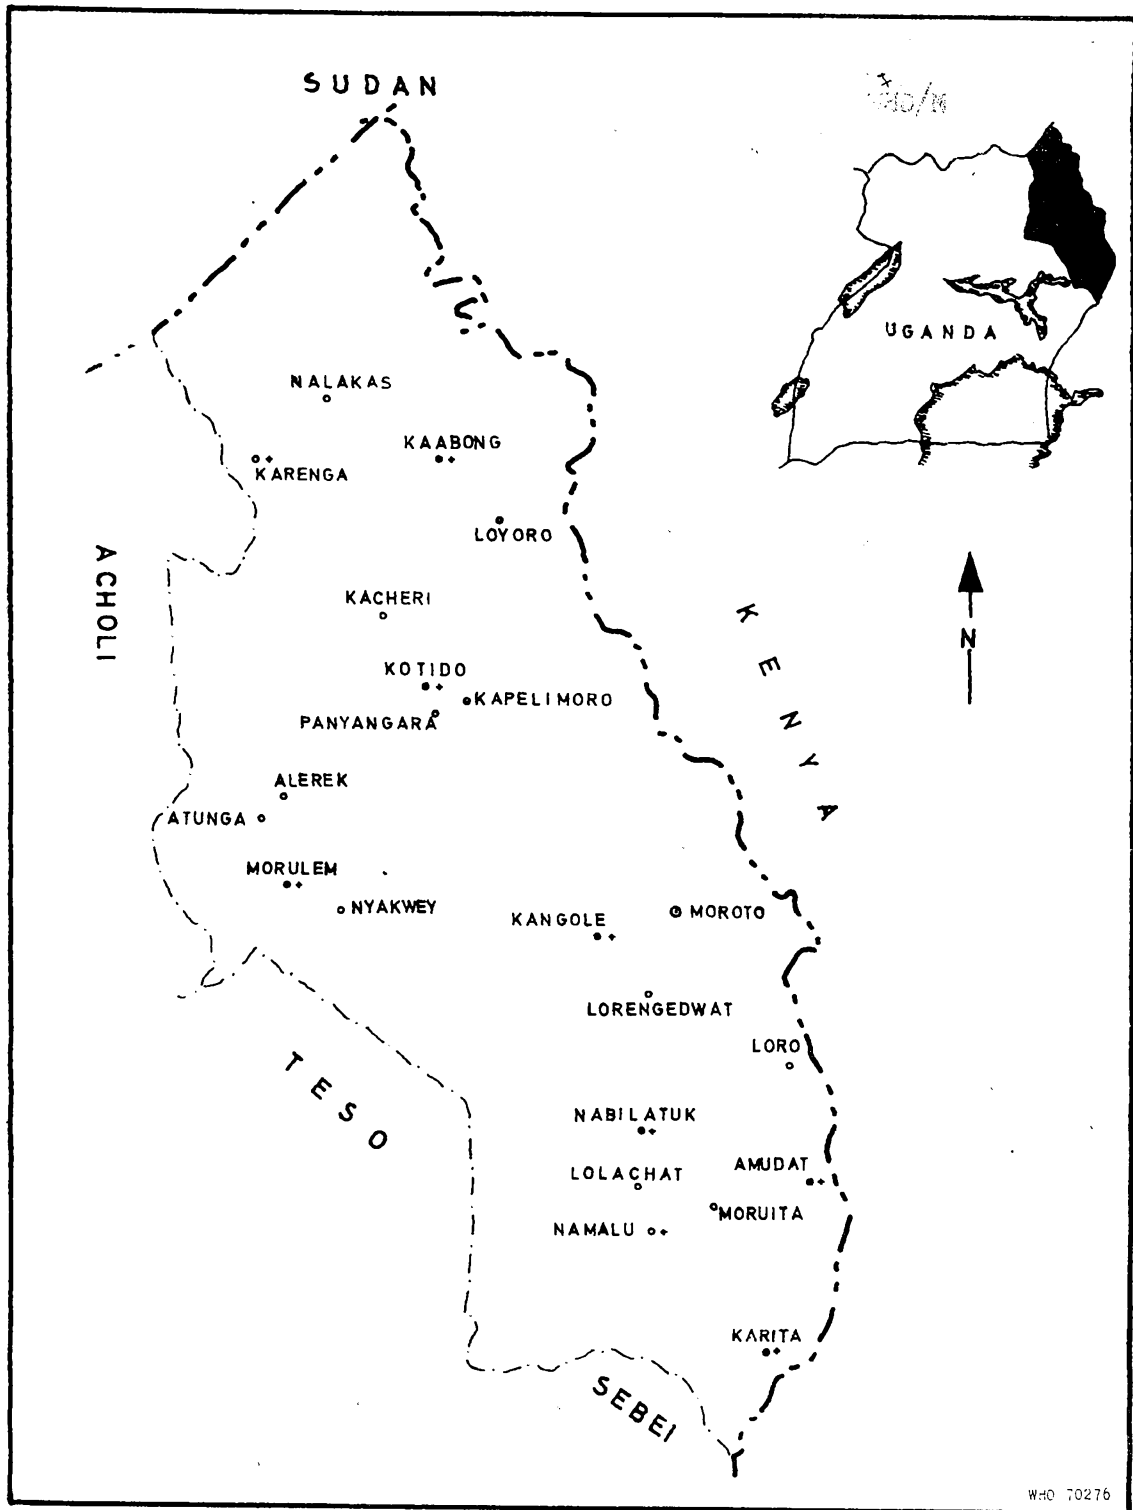 SUDAN
UGANDA
NALAKAS
KAABONG
KARENGA
LOYORO
ACHOLI
KACHERI
KENYA
N
KOTIDO
KAPELIMORO
PANYANGARA
ALEREK
ATUNGA
MORULEM
NYAKWEY
KANGOLE
MOROTO
LORENGEDWAT
LORO
TESO
NABILATUK
AMUDAT
LOLACHAT
MORUITA
NAMALU
KARITA
SEBEI
WHO 70276